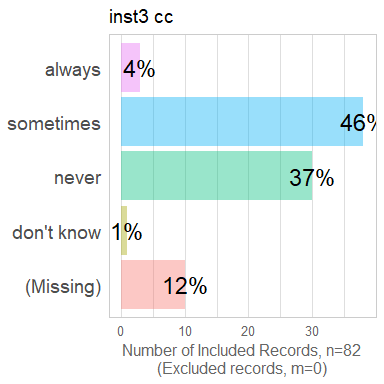 inst3 cc
always 4%
sometimes 46%
never 37%
don't know 1%
(Missing) 12%
0 10 20 30
Number of Included Records, n=82
(Excluded records, m=0)